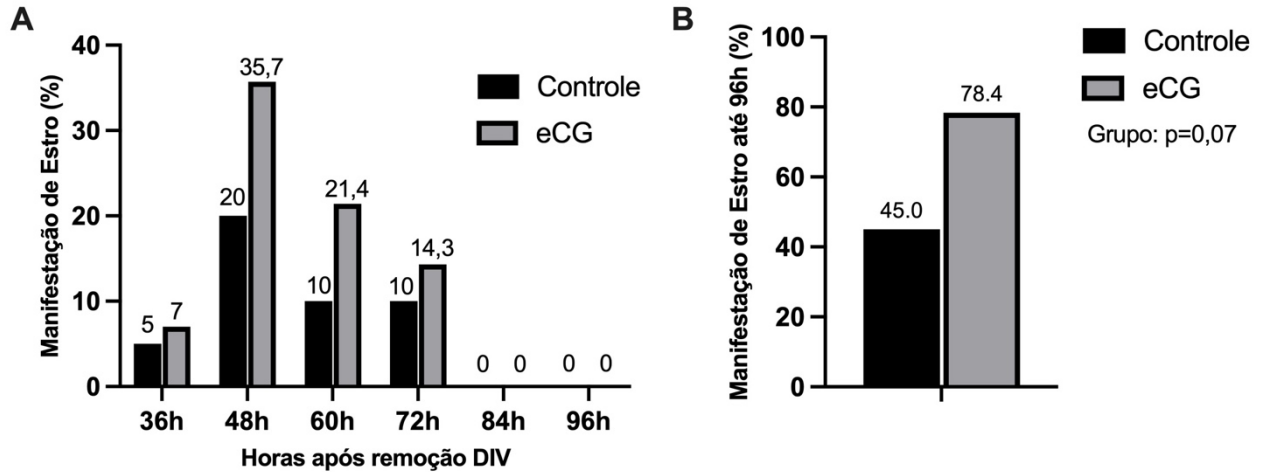 A
Manifestação de Estro (%)
40
30
20
10
0
5
7
20
35,7
10
21,4
10
14,3
0
0
0
0
36h
48h
60h
72h
84h
96h
Horas após remoção DIV
Controle
eCG
B
Manifestação de Estro até 96h (%)
100
80
60
40
20
0
45.0
78.4
Controle
eCG
Grupo: p=0,07